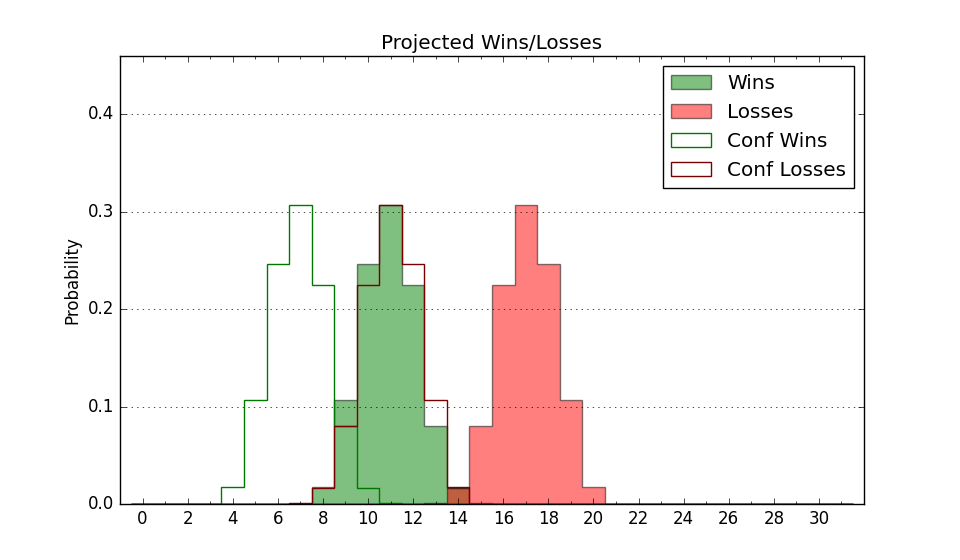 Projected Wins/Losses
Wins
Losses
Conf Wins
Conf Losses
Probability
0.4
0.3
0.2
0.1
0.0
0 2 4 6 8 10 12 14 16 18 20 22 24 26 28 30